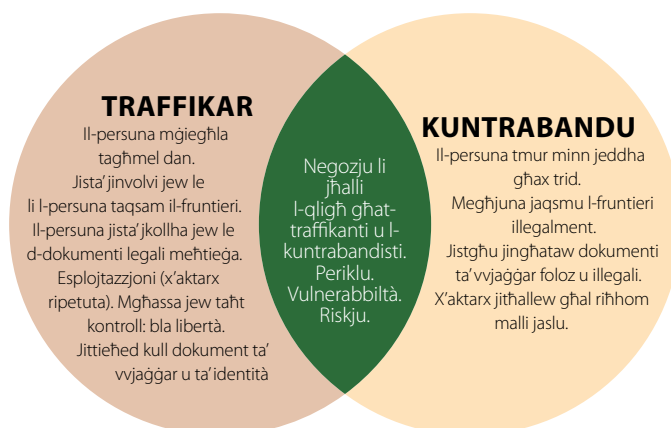 TRAFFIKAR
Il-persuna mġiegħla
tagħmel dan.
Jista' jinvolvi jew le
li l-persuna taqsam il-fruntieri.
Il-persuna jista' jkollha jew le
d-dokumenti legali meħtieġa.
Esplojtazzjoni (x'aktarx
ripetuta). Mgħassa jew taħt
kontroll: bla libertà.
Jittieħed kull dokument ta'
vvjaġġar u ta' identità
Negozju li
jħalli
l-qligħ għat-
traffikanti u l-
kuntrabandisti.
Periklu.
Vulnerabbiltà.
Riskju.
KUNTRABANDU
Il-persuna tmur minn jeddha
għax trid.
Megħjuna jaqsmu l-fruntieri
illegalment.
Jistgħu jingħataw dokumenti
ta' vvjaġġar foloz u illegali.
X'aktarx jitħallew għal riħhom
malli jaslu.